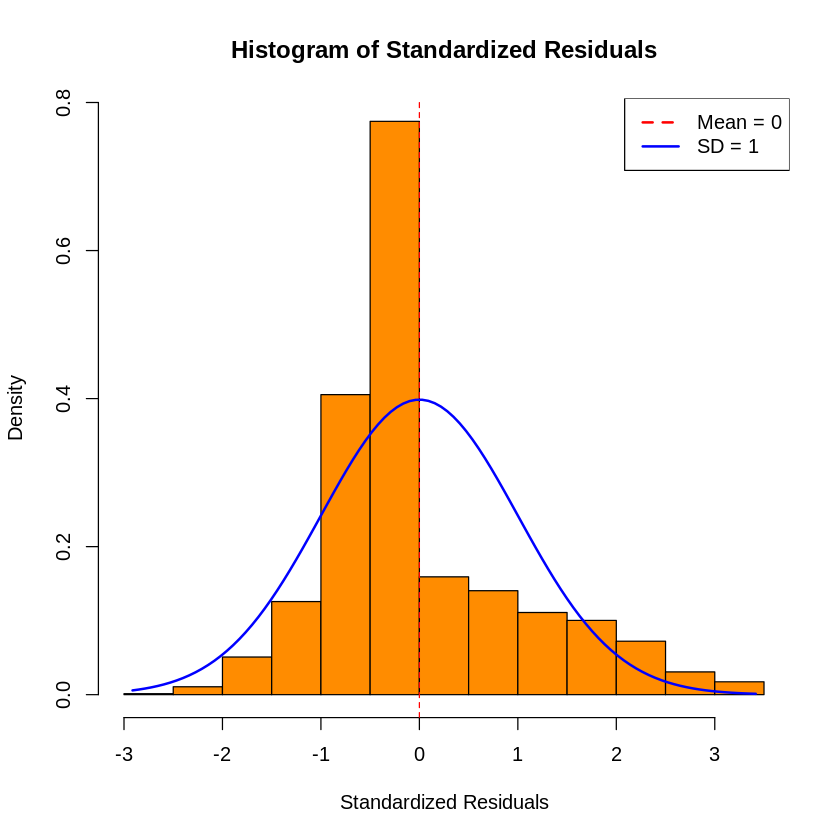 Histogram of Standardized Residuals
Mean = 0
SD = 1
Density
0.8
0.6
0.4
0.2
0.0
-3 -2 -1 0 1 2 3
Standardized Residuals